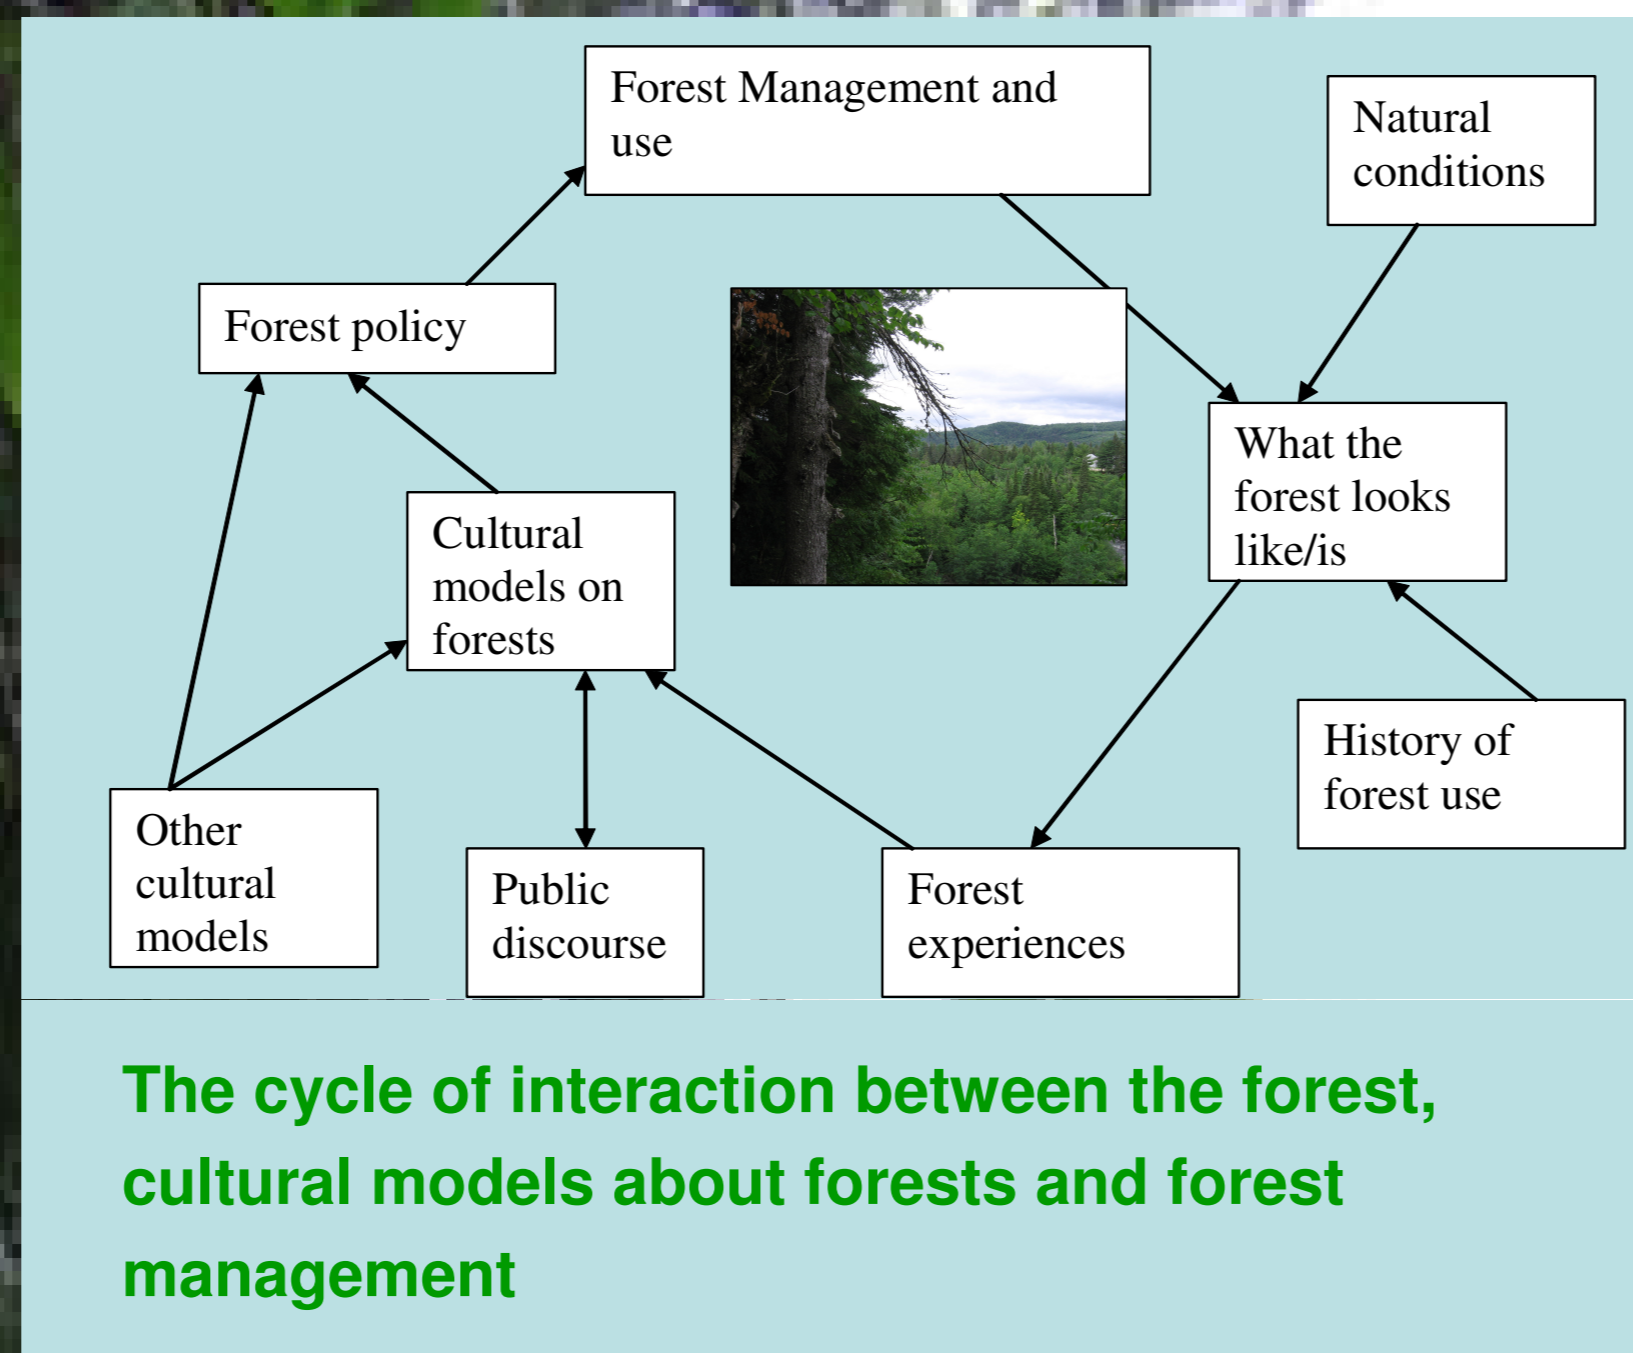 Forest Management and
use
Natural
conditions
Forest policy
What the
forest looks
like/is
Cultural
models on
forests
History of
forest use
Other
cultural
models
Public
discourse
Forest
experiences
The cycle of interaction between the forest,
cultural models about forests and forest
management